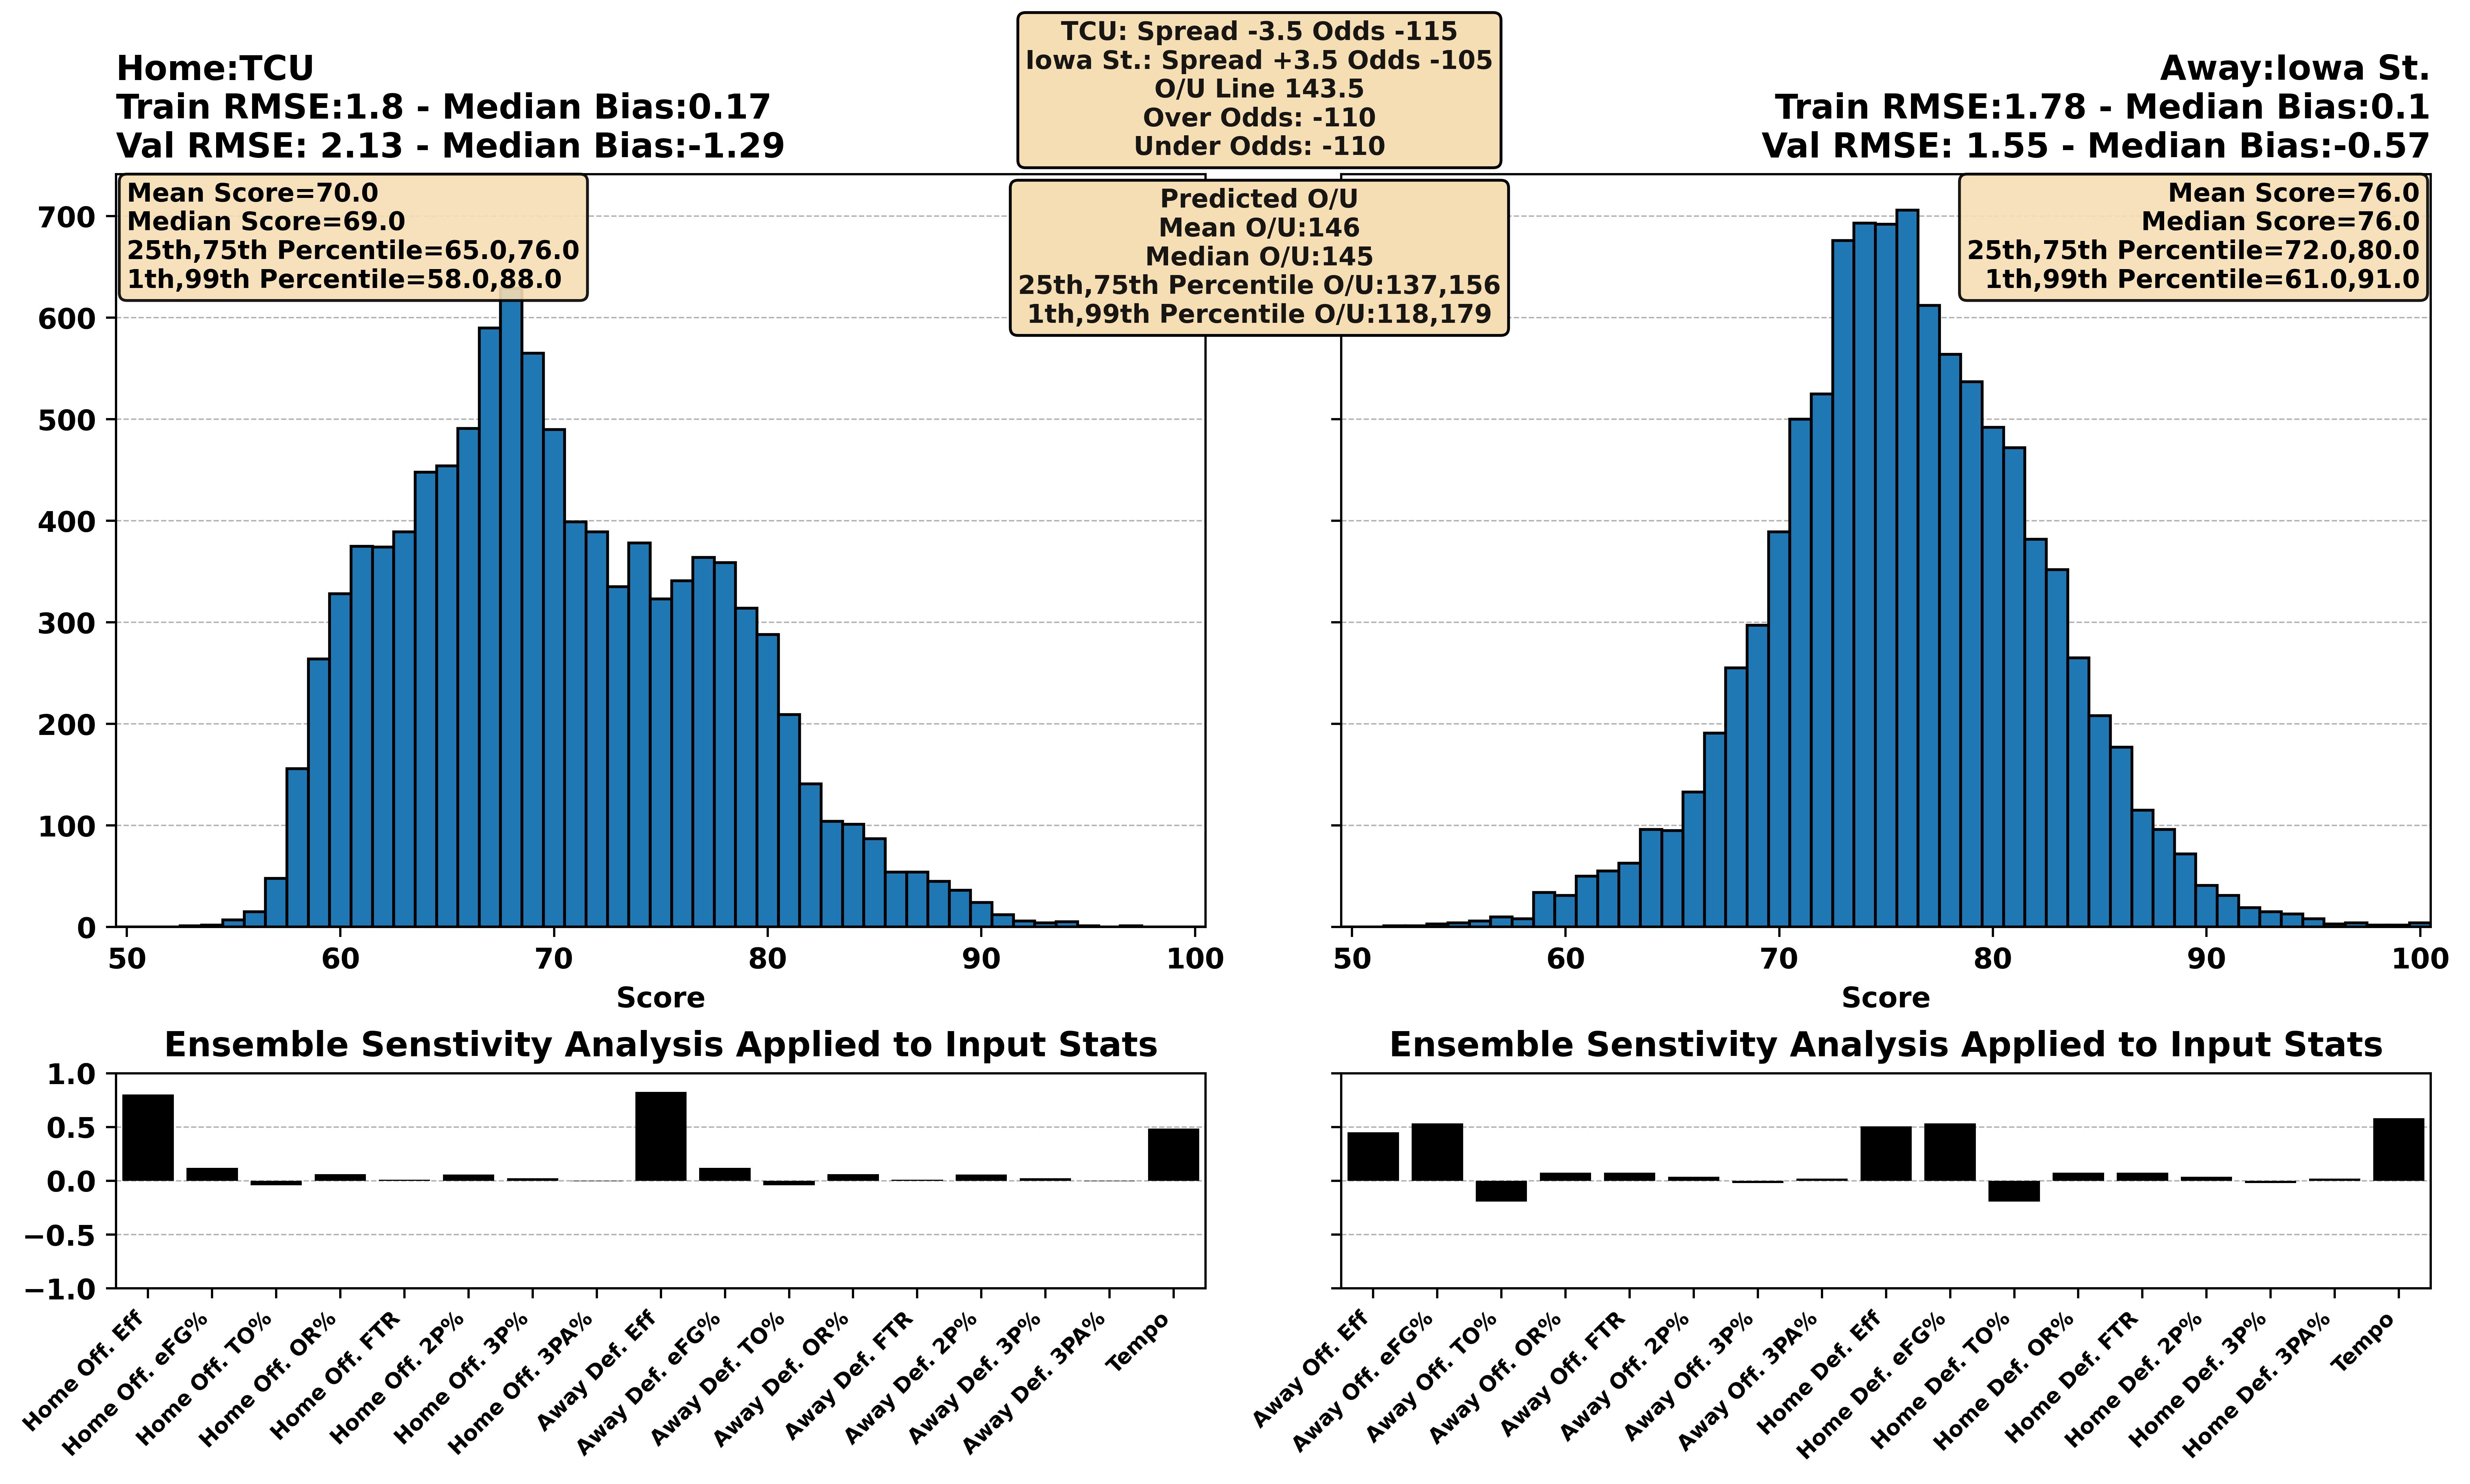 TCU: Spread -3.5 Odds -115
Iowa St.: Spread +3.5 Odds -105
O/U Line 143.5
Over Odds: -110
Under Odds: -110
Home:TCU
Train RMSE:1.8 - Median Bias:0.17
Val RMSE: 2.13 - Median Bias:-1.29
Away:Iowa St.
Train RMSE:1.78 - Median Bias:0.1
Val RMSE: 1.55 - Median Bias:-0.57
Mean Score=70.0
Median Score=69.0
25th,75th Percentile=65.0,76.0
1th,99th Percentile=58.0,88.0
Predicted O/U
Mean O/U:146
Median O/U:145
25th,75th Percentile O/U:137,156
1th,99th Percentile O/U:118,179
Mean Score=76.0
Median Score=76.0
25th,75th Percentile=72.0,80.0
1th,99th Percentile=61.0,91.0
700
600
500
400
300
200
100
0
50 60 70 80 90 100
Score
50 60 70 80 90 100
Score
Ensemble Senstivity Analysis Applied to Input Stats
1.0
0.5
0.0
−0.5
−1.0
Home Off. Eff
Home Off. eFG%
Home Off. TO%
Home Off. OR%
Home Off. FTR
Home Off. 2P%
Home Off. 3P%
Home Off. 3PA%
Away Def. Eff
Away Def. eFG%
Away Def. TO%
Away Def. OR%
Away Def. FTR
Away Def. 2P%
Away Def. 3P%
Away Def. 3PA%
Tempo
Ensemble Senstivity Analysis Applied to Input Stats
Away Off. Eff
Away Off. eFG%
Away Off. TO%
Away Off. OR%
Away Off. FTR
Away Off. 2P%
Away Off. 3P%
Away Off. 3PA%
Home Def. Eff
Home Def. eFG%
Home Def. TO%
Home Def. OR%
Home Def. FTR
Home Def. 2P%
Home Def. 3P%
Home Def. 3PA%
Tempo